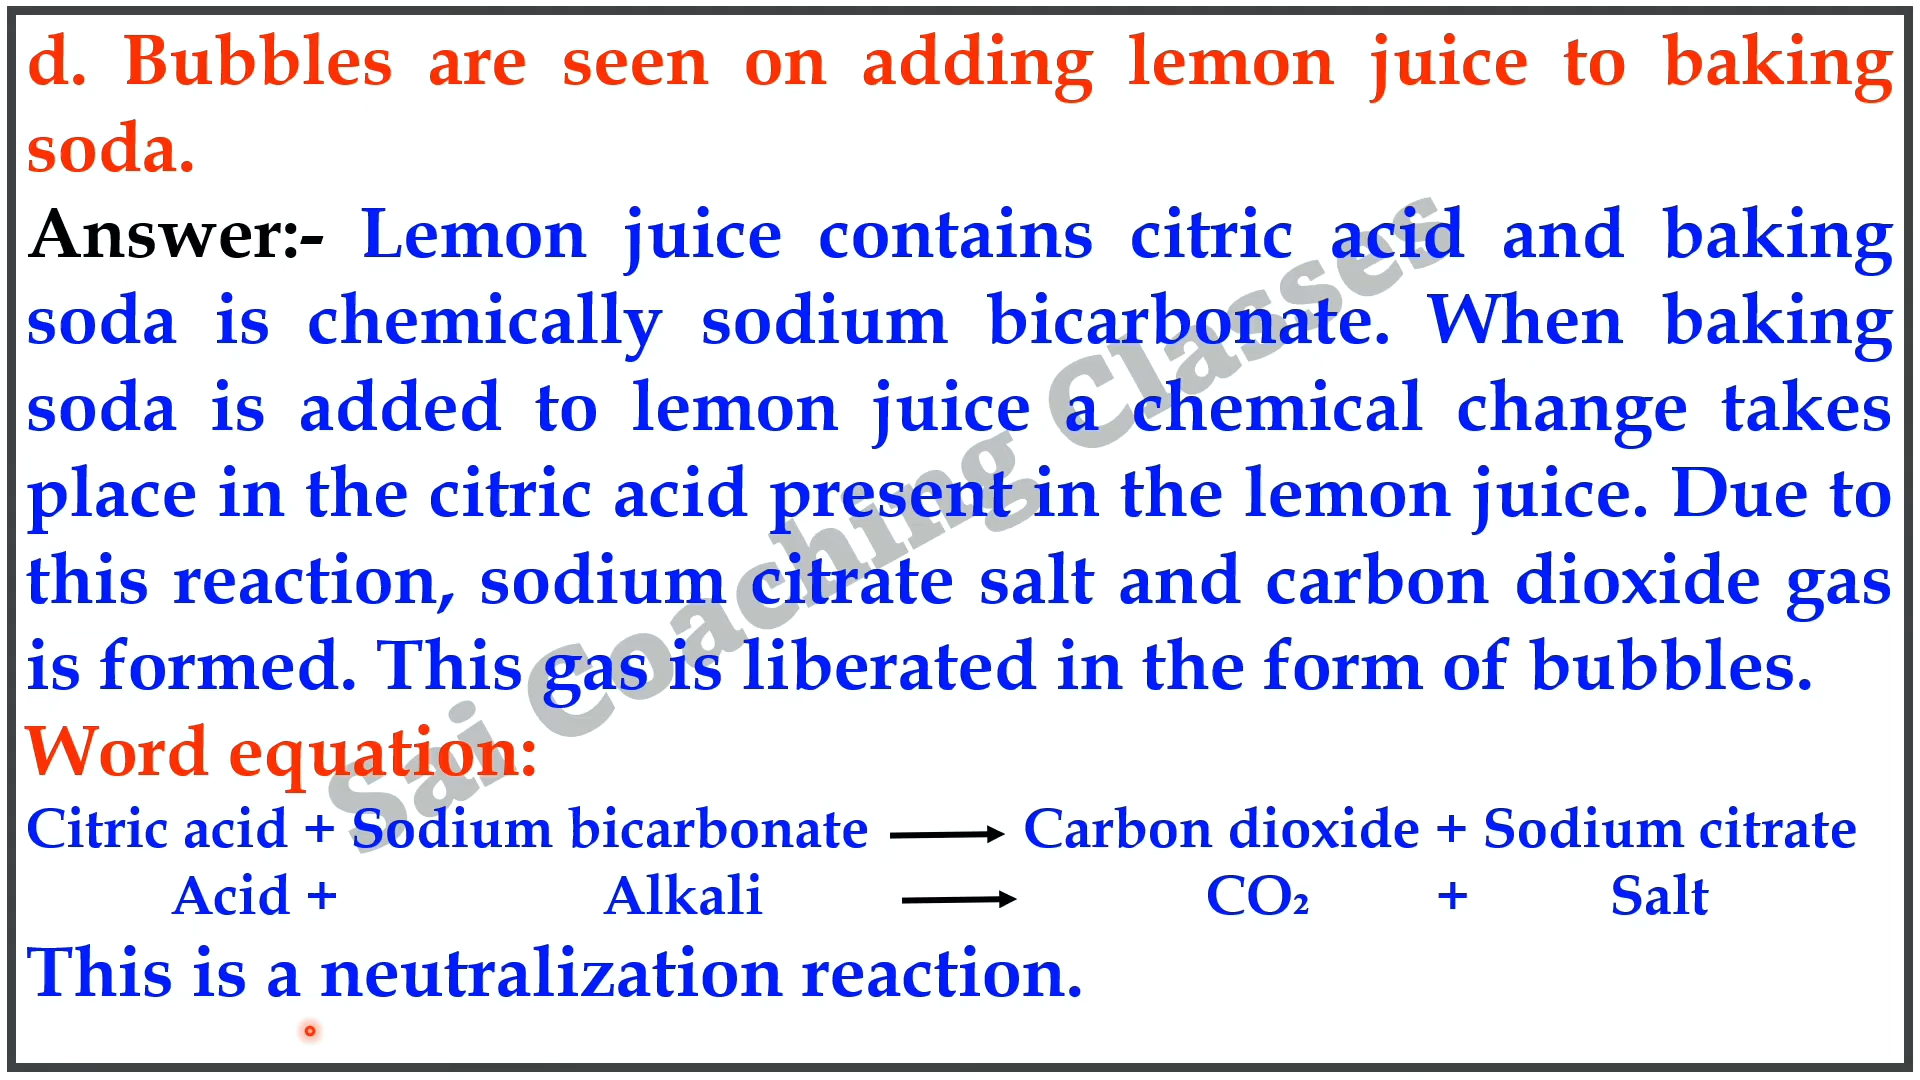 d. Bubbles are seen on adding lemon juice to baking
soda.
Answer:- Lemon juice contains citric acid and baking
soda is chemically sodium bicarbonate. When baking
soda is added to lemon juice a chemical change takes
place in the citric acid present in the lemon juice. Due to
this reaction, sodium citrate salt and carbon dioxide gas
is formed. This gas is liberated in the form of bubbles.
Word equation:
Citric acid + Sodium bicarbonate ⟶ Carbon dioxide + Sodium citrate
Acid + Alkali ⟶ CO₂ + Salt
This is a neutralization reaction.
Sai Coaching Classes